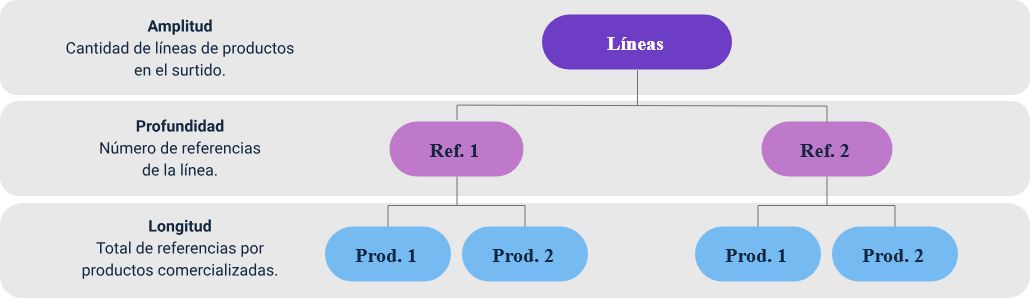 Amplitud
Cantidad de líneas de productos
en el surtido.
Líneas
Profundidad
Número de referencias
de la línea.
Ref. 1
Ref. 2
Longitud
Total de referencias por
productos comercializadas.
Prod. 1
Prod. 2
Prod. 1
Prod. 2